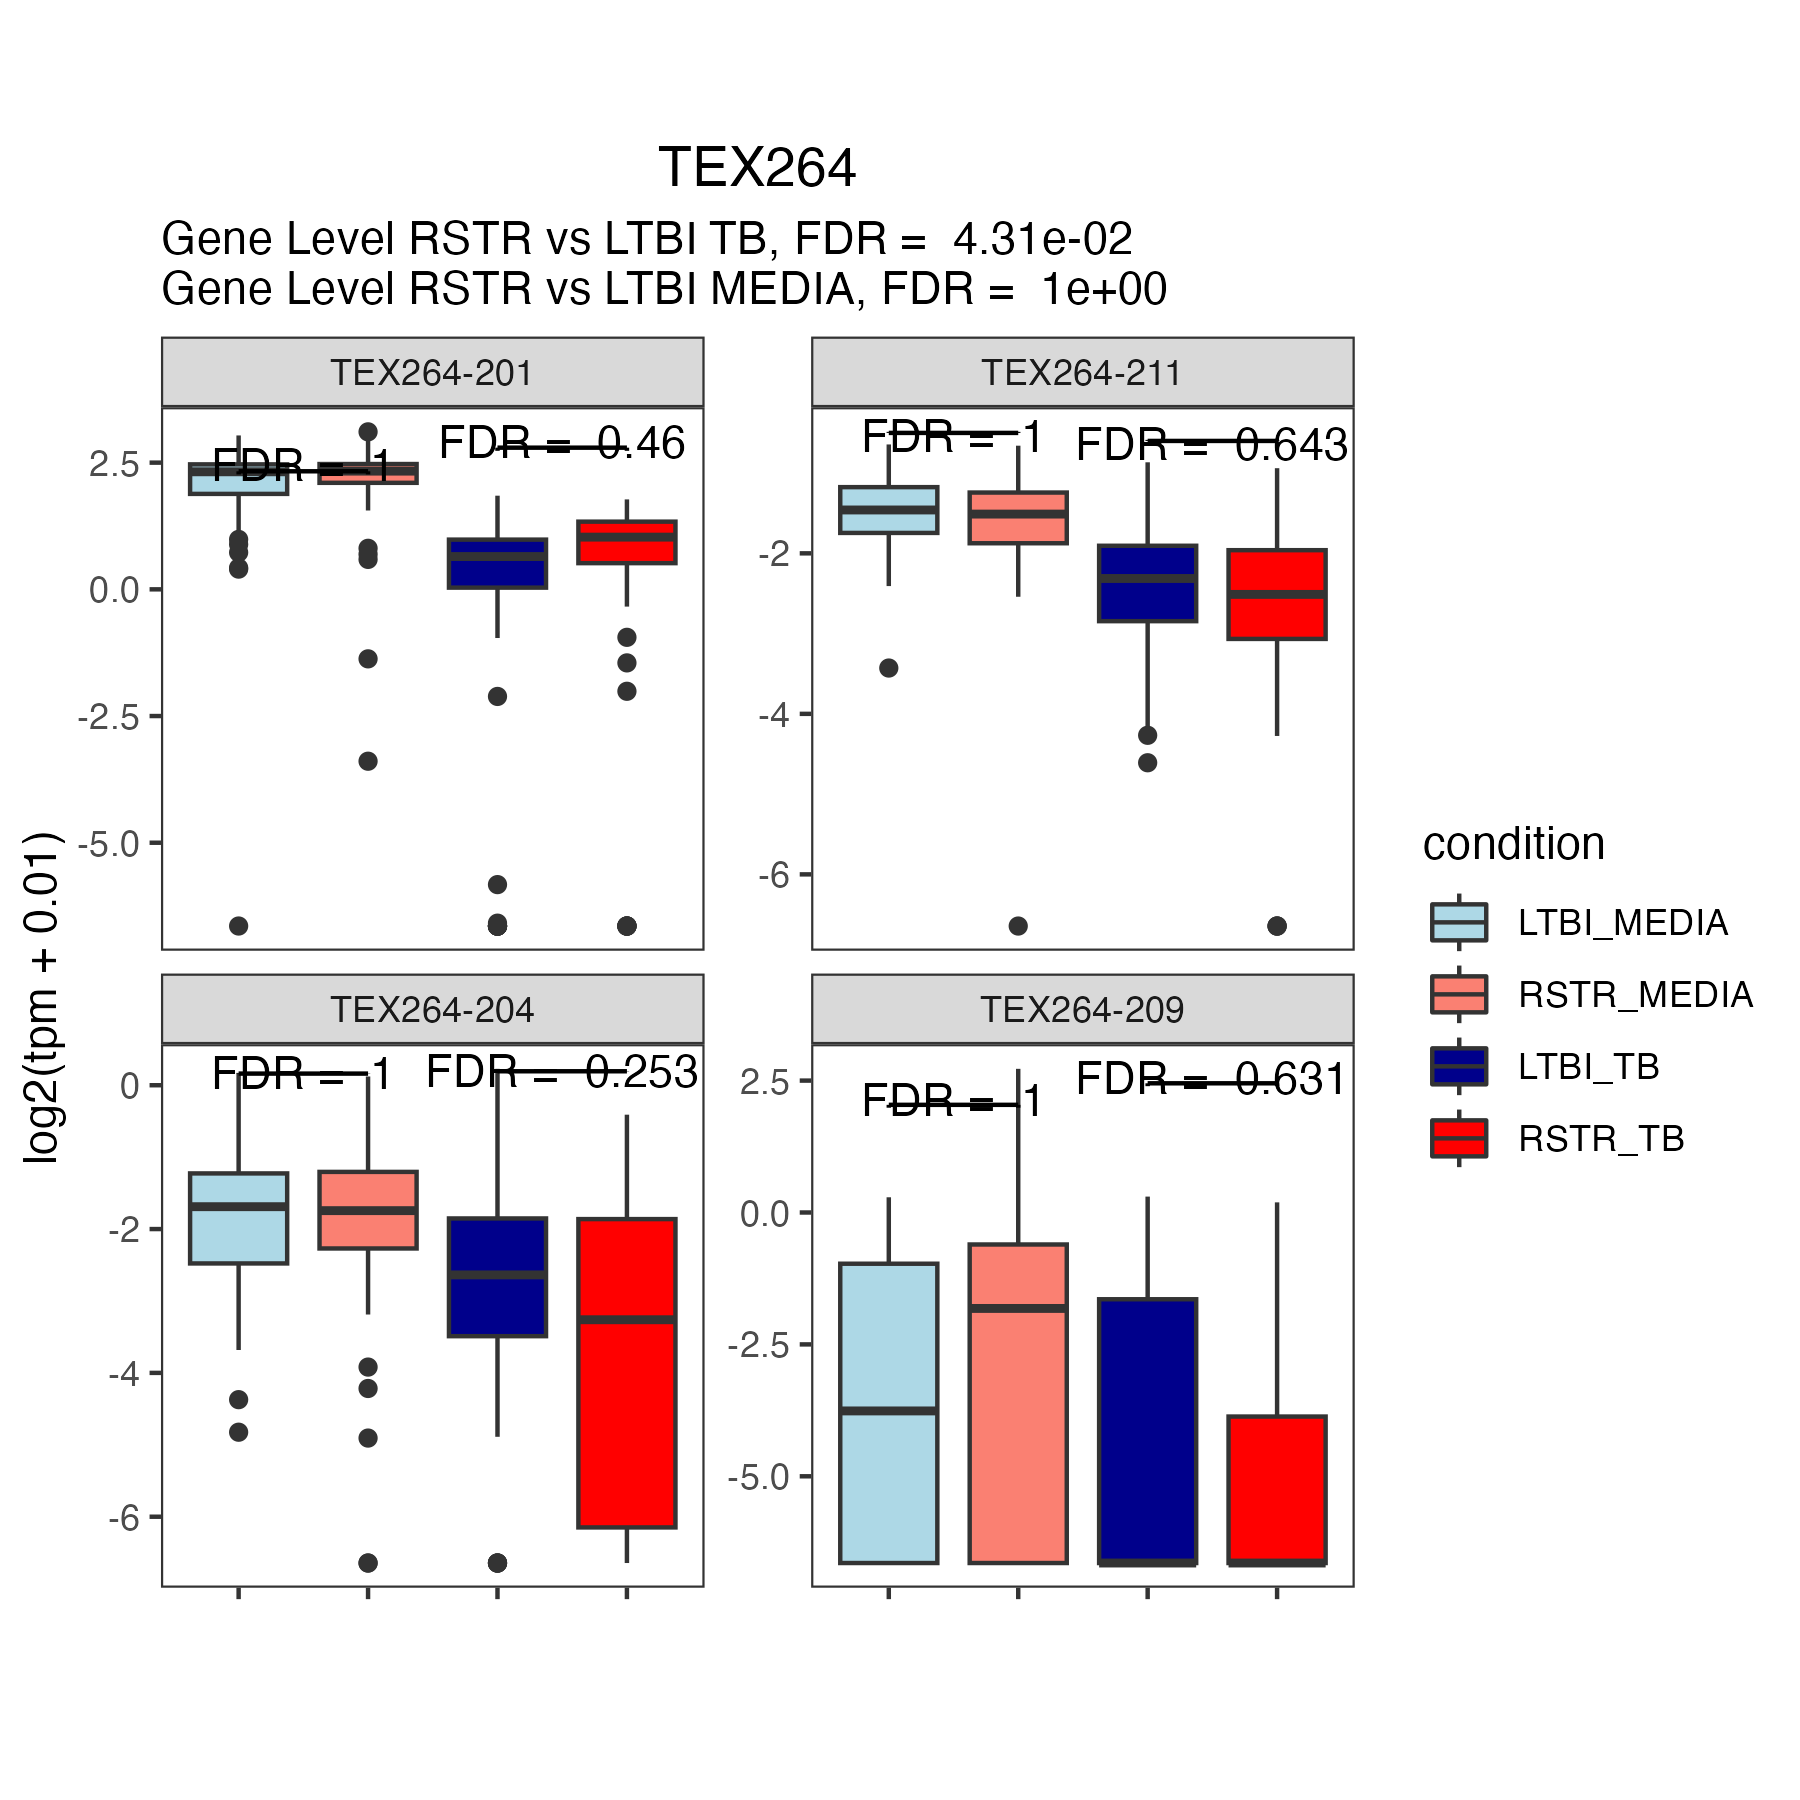 TEX264
Gene Level RSTR vs LTBI TB, FDR = 4.31e-02
Gene Level RSTR vs LTBI MEDIA, FDR = 1e+00
TEX264-201
FDR = 1
FDR = 0.46
2.5
0.0
-2.5
-5.0
TEX264-211
FDR = 1
FDR = 0.643
-2
-4
-6
TEX264-204
FDR = 1
FDR = 0.253
0
-2
-4
-6
TEX264-209
FDR = 1
FDR = 0.631
2.5
0.0
-2.5
-5.0
log2(tpm + 0.01)
condition
LTBI_MEDIA
RSTR_MEDIA
LTBI_TB
RSTR_TB